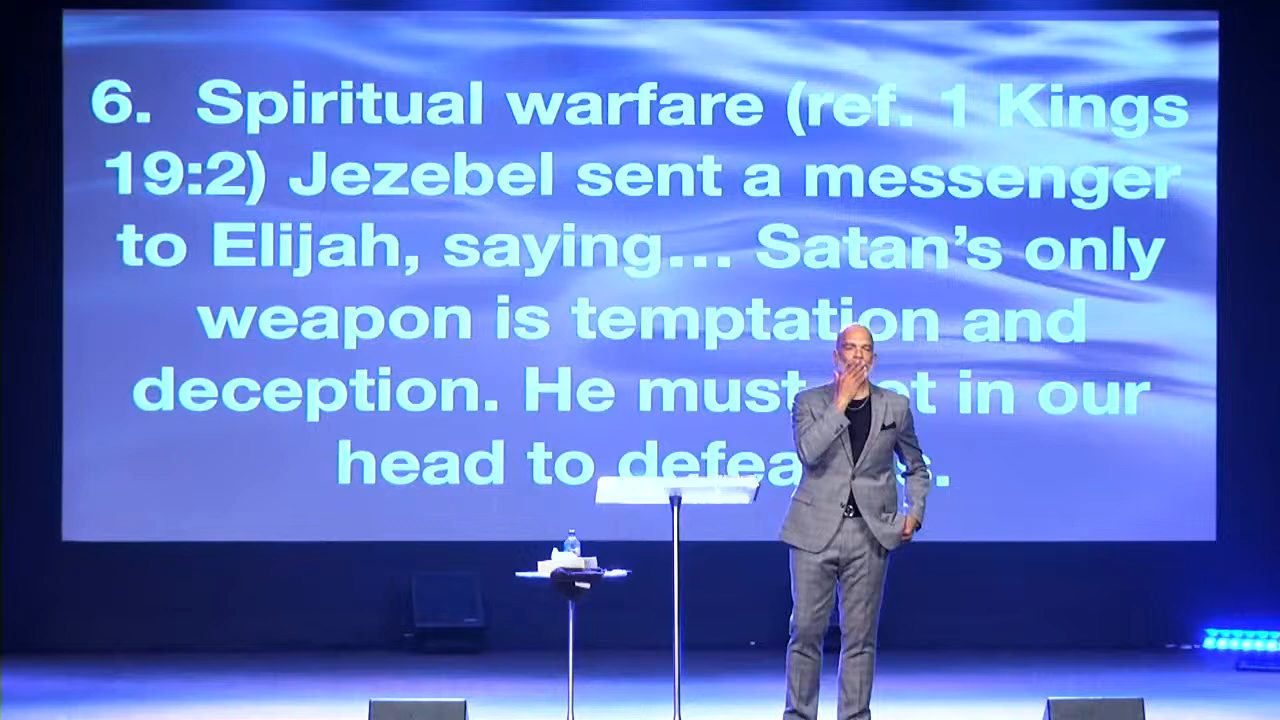 6. Spiritual warfare (ref. 1 Kings
19:2) Jezebel sent a messenger
to Elijah, saying... Satan’s only
weapon is temptation and
deception. He must in our
head to